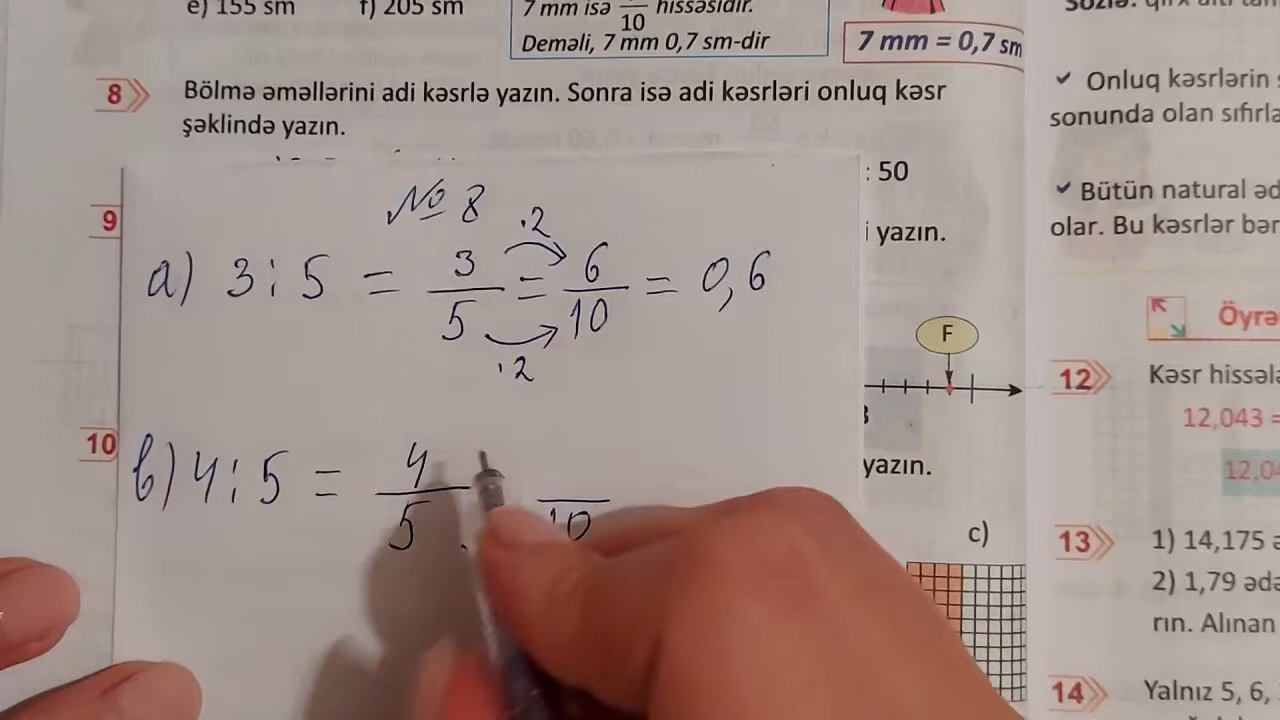 e) 155 sm f) 205 sm
7 mm isə 10 hissəsidir.
Deməli, 7 mm 0,7 sm-dir
7 mm = 0,7 sm
8 Bölmə əməllərini adi kəsrlə yazın. Sonra isə adi kəsrləri onluq kəsr
şəklində yazın.
: 50
9
i yazın.
№ 8
a) 3 : 5 = 3/5 = 6/10 = 0,6
·2
·2
F
10
yazın.
b) 4 : 5 = 4/5 10
c)
✓ Onluq kəsrlərin
sonunda olan sıfırla
✓ Bütün natural əd
olar. Bu kəsrlər bər
Öyrə
12 Kəsr hissəl
12,043 =
12,0
13 1) 14,175 ə
2) 1,79 ədə
rın. Alınan
14 Yalnız 5, 6,